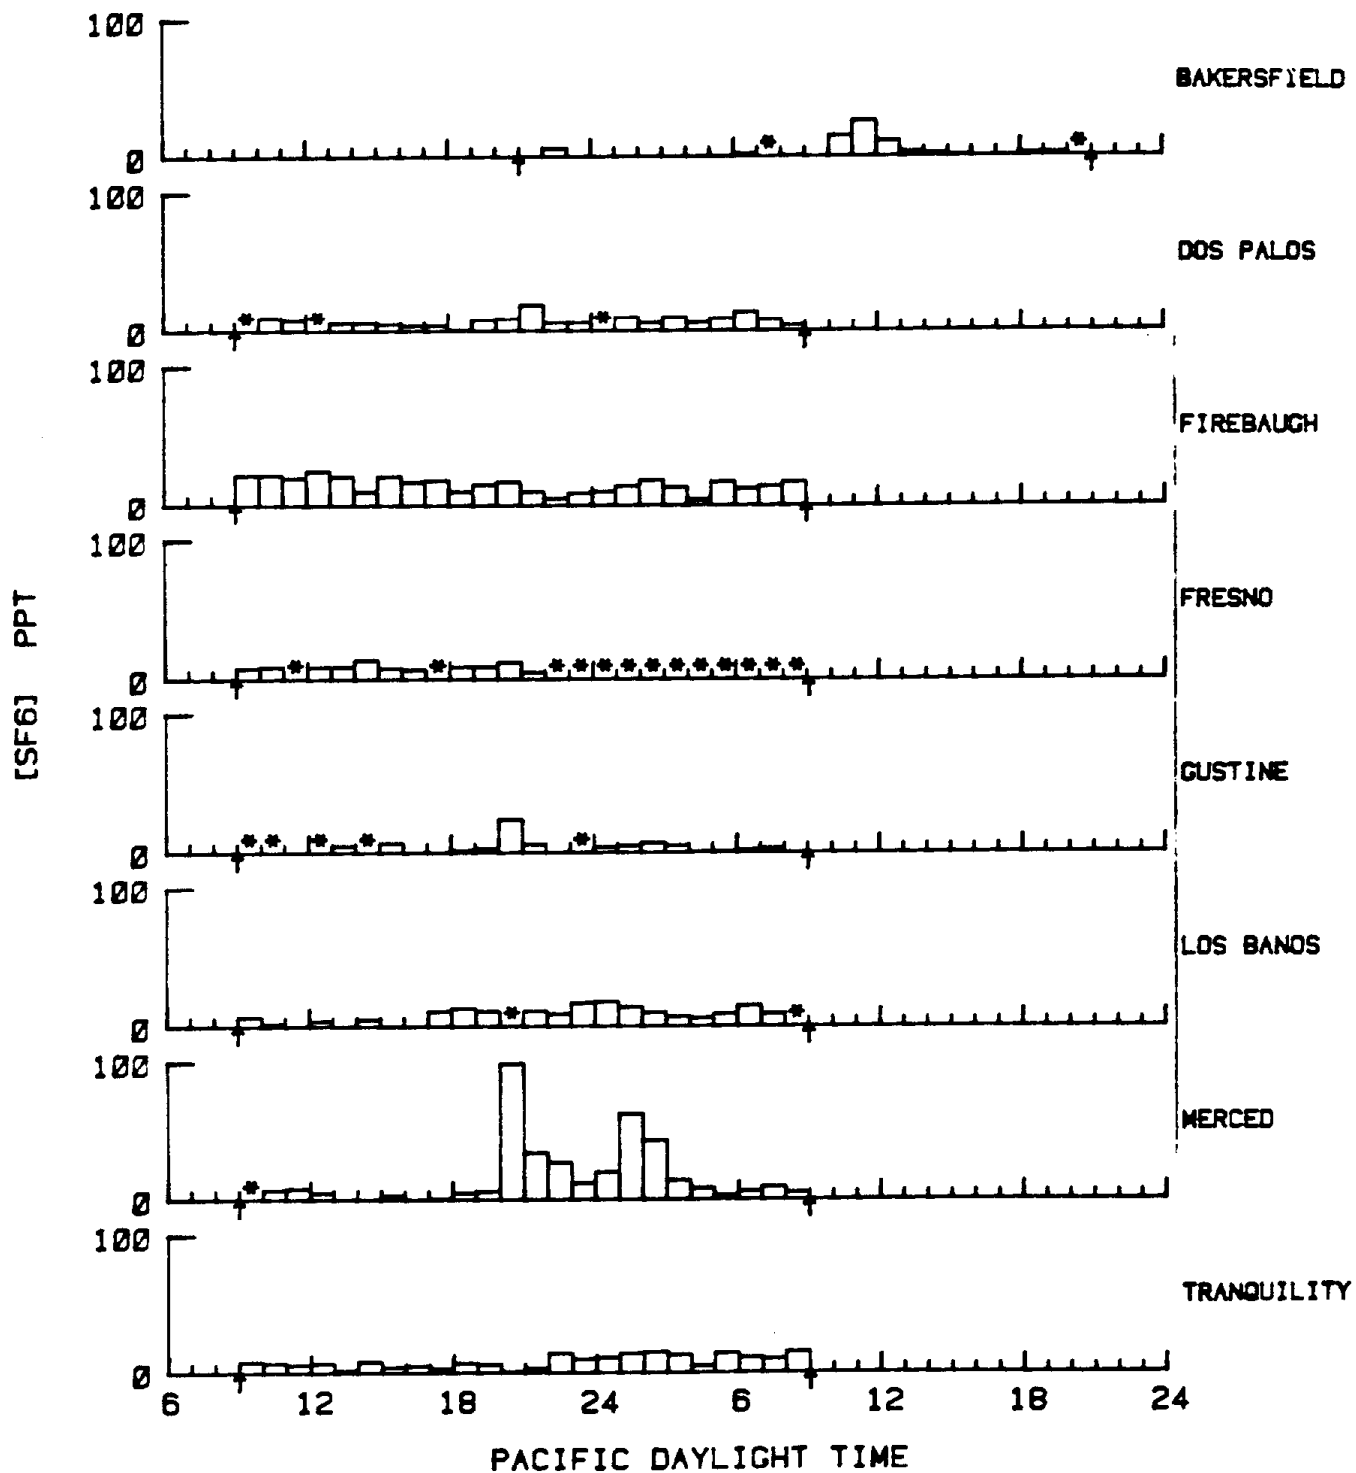 100
BAKERSFIELD
0
* *
100
DOS PALOS
* * *
0
100
FIREBAUGH
0
100
FRESNO
* * * * * * * * * * * * *
0
[SF6] PPT
100
GUSTINE
* * * * *
0
100
LOS BANOS
* *
0
100
MERCED
*
0
100
TRANQUILITY
0
6 12 18 24 6 12 18 24
PACIFIC DAYLIGHT TIME